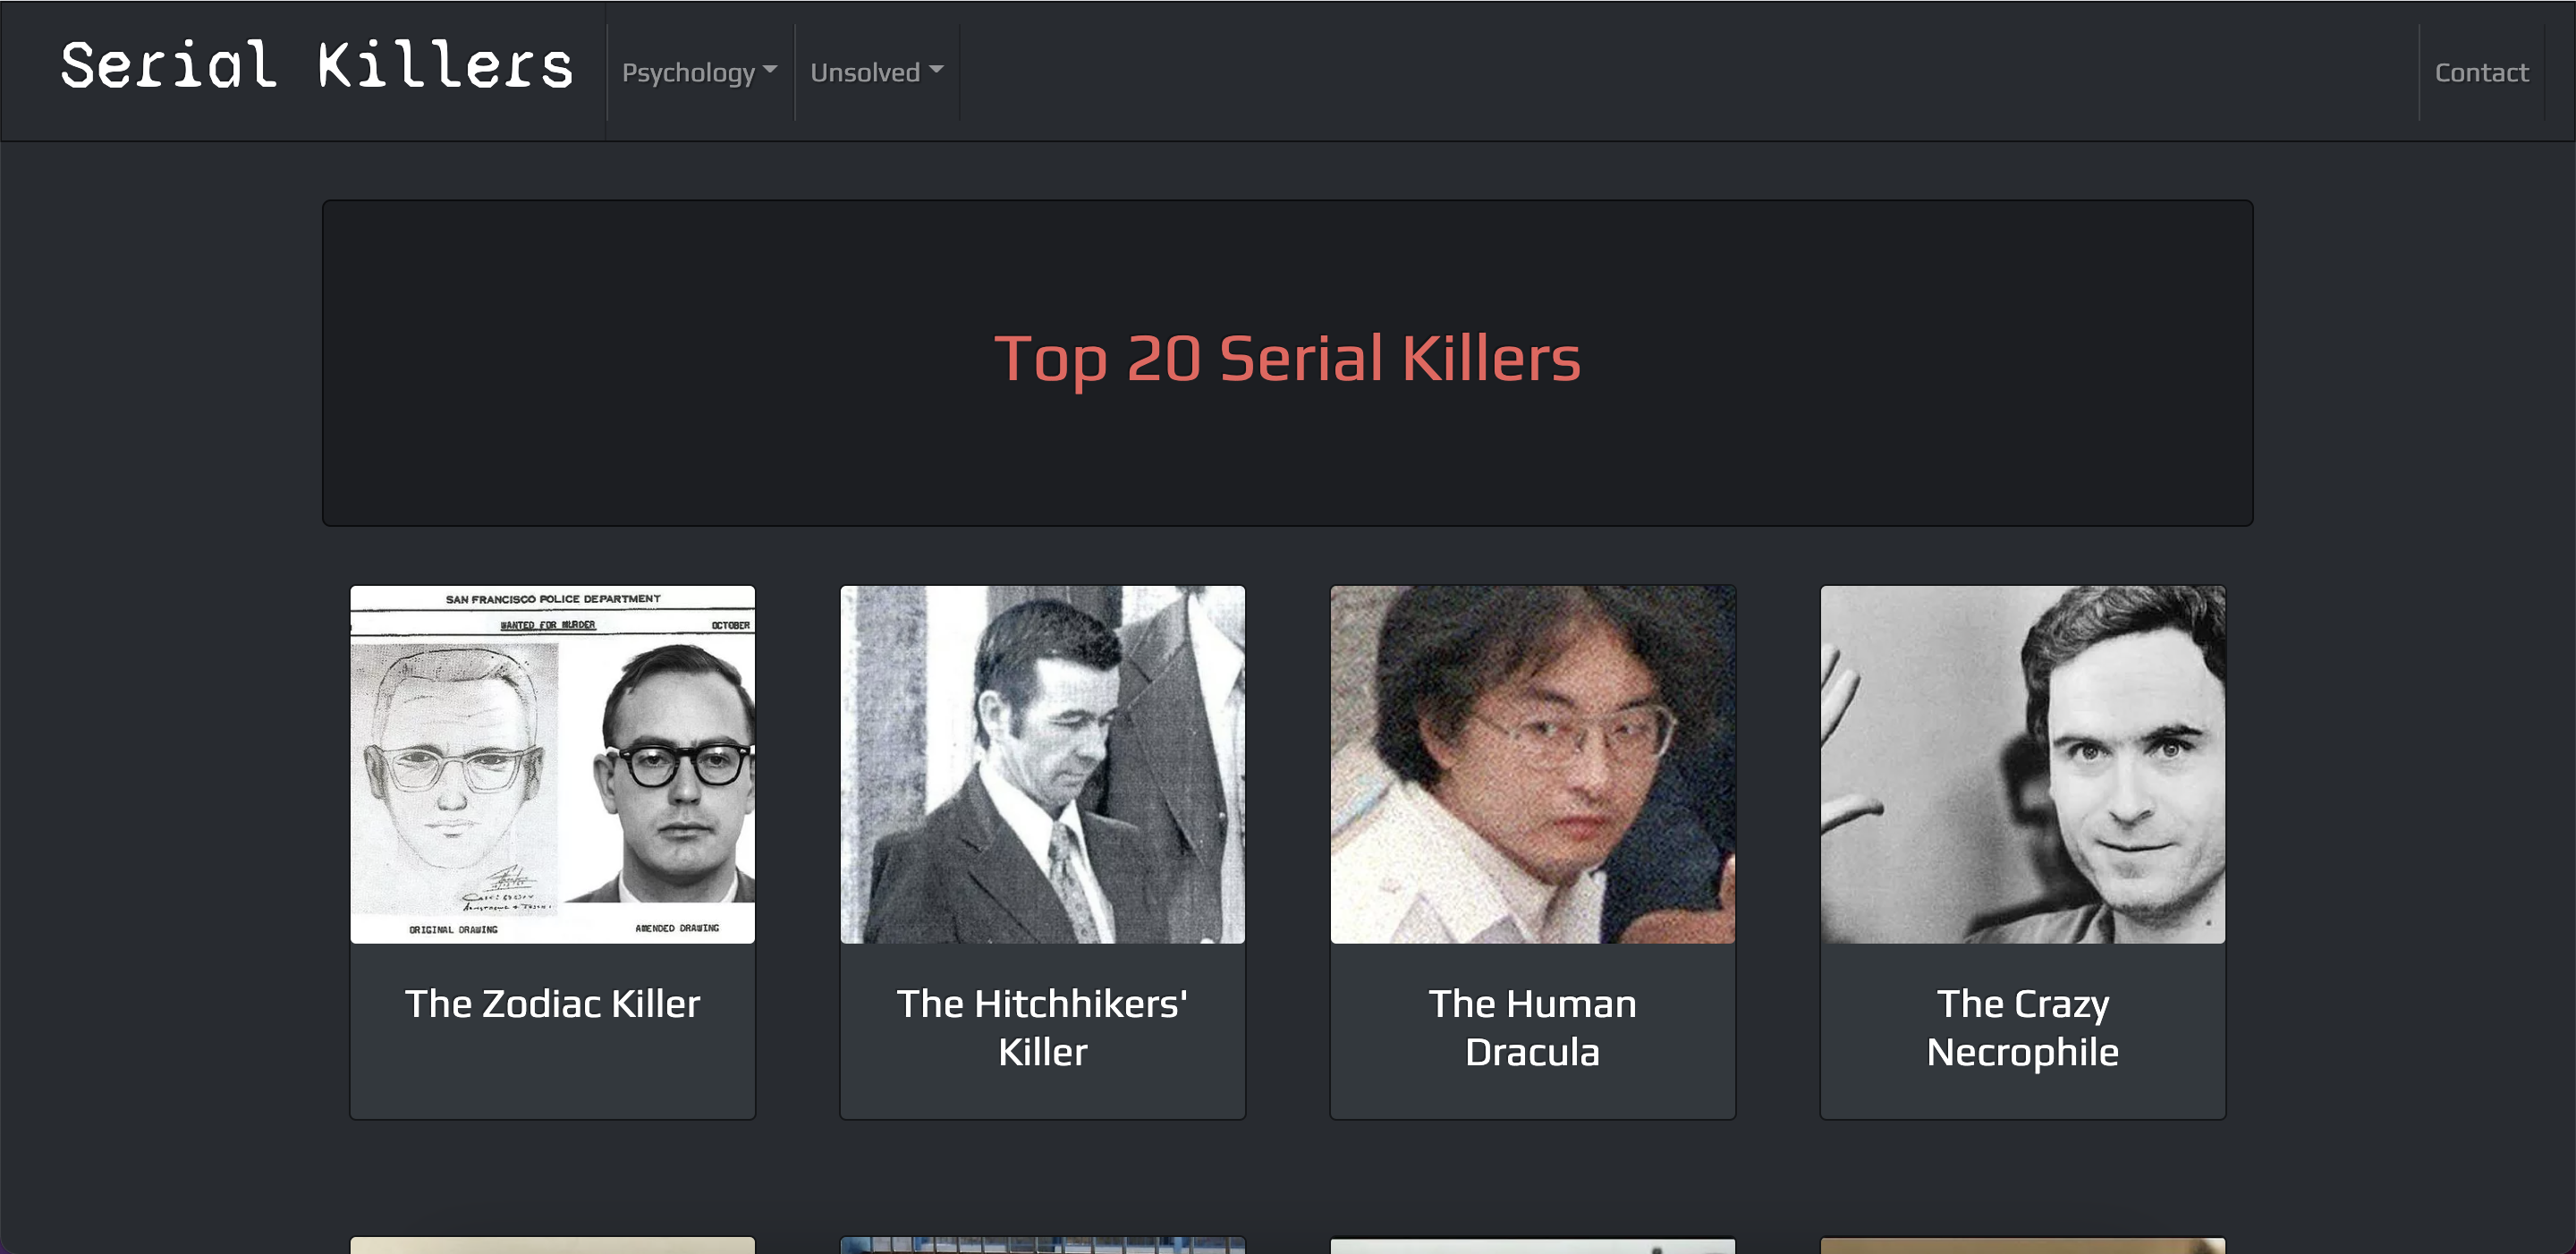 Serial Killers
Psychology
Unsolved
Contact
Top 20 Serial Killers
SAN FRANCISCO POLICE DEPARTMENT
WANTED FOR MURDER
OCTOBER
ORIGINAL DRAWING
AMENDED DRAWING
The Zodiac Killer
The Hitchhikers'
Killer
The Human
Dracula
The Crazy
Necrophile